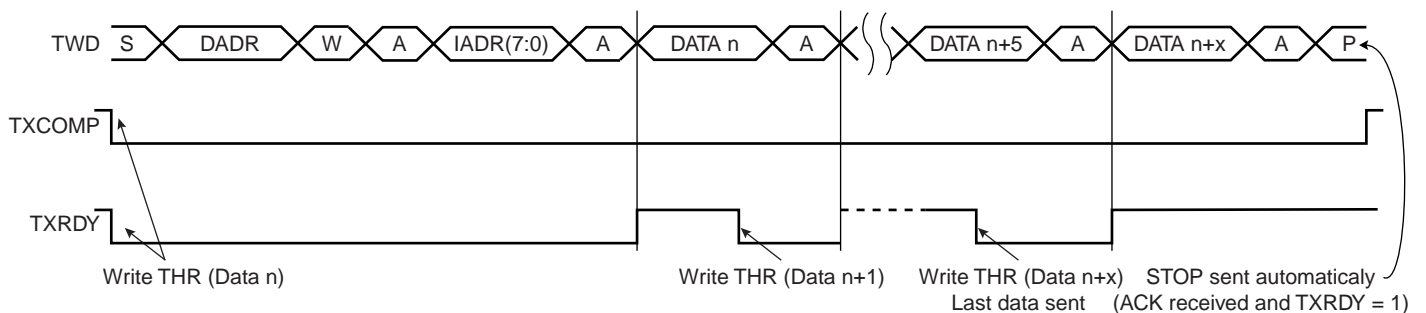 TWD S DADR W A IADR(7:0) A DATA n A DATA n+5 A DATA n+x A P
TXCOMP
TXRDY
Write THR (Data n) Write THR (Data n+1) Write THR (Data n+x) STOP sent automaticaly
Last data sent (ACK received and TXRDY = 1)